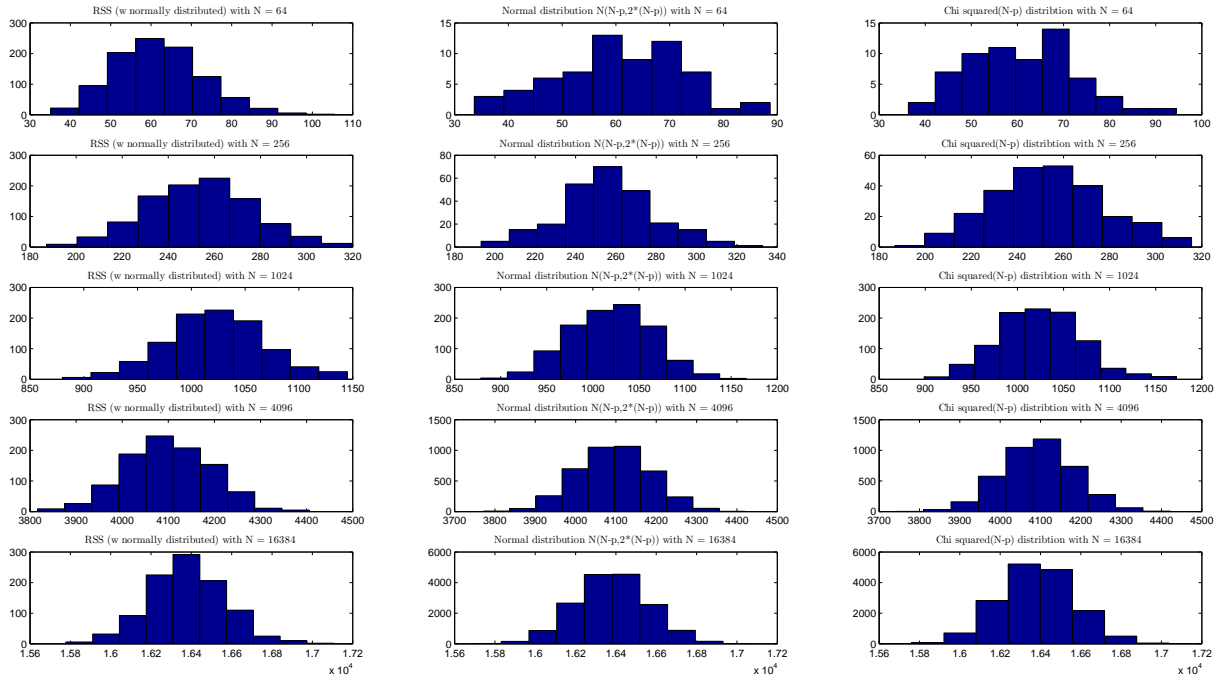 RSS (w normally distributed) with N = 64
Normal distribution N(N-p,2*(N-p)) with N = 64
Chi squared(N-p) distribtion with N = 64
300
200
100
0
30 40 50 60 70 80 90 100 110
15
10
5
0
30 40 50 60 70 80 90
15
10
5
0
30 40 50 60 70 80 90 100
RSS (w normally distributed) with N = 256
Normal distribution N(N-p,2*(N-p)) with N = 256
Chi squared(N-p) distribtion with N = 256
300
200
100
0
180 200 220 240 260 280 300 320
80
60
40
20
0
180 200 220 240 260 280 300 320 340
60
40
20
0
180 200 220 240 260 280 300 320
RSS (w normally distributed) with N = 1024
Normal distribution N(N-p,2*(N-p)) with N = 1024
Chi squared(N-p) distribtion with N = 1024
300
200
100
0
850 900 950 1000 1050 1100 1150
300
200
100
0
850 900 950 1000 1050 1100 1150 1200
300
200
100
0
850 900 950 1000 1050 1100 1150 1200
RSS (w normally distributed) with N = 4096
Normal distribution N(N-p,2*(N-p)) with N = 4096
Chi squared(N-p) distribtion with N = 4096
300
200
100
0
3800 3900 4000 4100 4200 4300 4400 4500
1500
1000
500
0
3700 3800 3900 4000 4100 4200 4300 4400 4500
1500
1000
500
0
3700 3800 3900 4000 4100 4200 4300 4400 4500
RSS (w normally distributed) with N = 16384
Normal distribution N(N-p,2*(N-p)) with N = 16384
Chi squared(N-p) distribtion with N = 16384
300
200
100
0
1.56 1.58 1.6 1.62 1.64 1.66 1.68 1.7 1.72
x 10^4
6000
4000
2000
0
1.56 1.58 1.6 1.62 1.64 1.66 1.68 1.7 1.72
x 10^4
6000
4000
2000
0
1.56 1.58 1.6 1.62 1.64 1.66 1.68 1.7 1.72
x 10^4